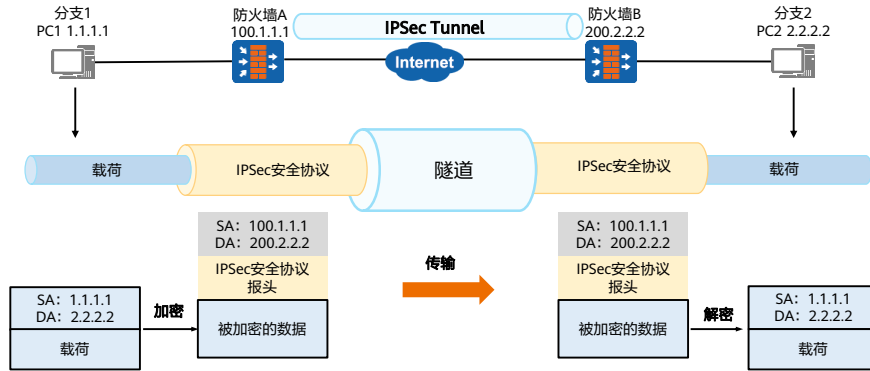 分支1
PC1 1.1.1.1
防火墙A
100.1.1.1
IPSec Tunnel
防火墙B
200.2.2.2
分支2
PC2 2.2.2.2
Internet
载荷
IPSec安全协议
隧道
IPSec安全协议
载荷
SA：100.1.1.1
DA：200.2.2.2
IPSec安全协议
报头
被加密的数据
SA：1.1.1.1
DA：2.2.2.2
载荷
加密
传输
SA：100.1.1.1
DA：200.2.2.2
IPSec安全协议
报头
被加密的数据
解密
SA：1.1.1.1
DA：2.2.2.2
载荷